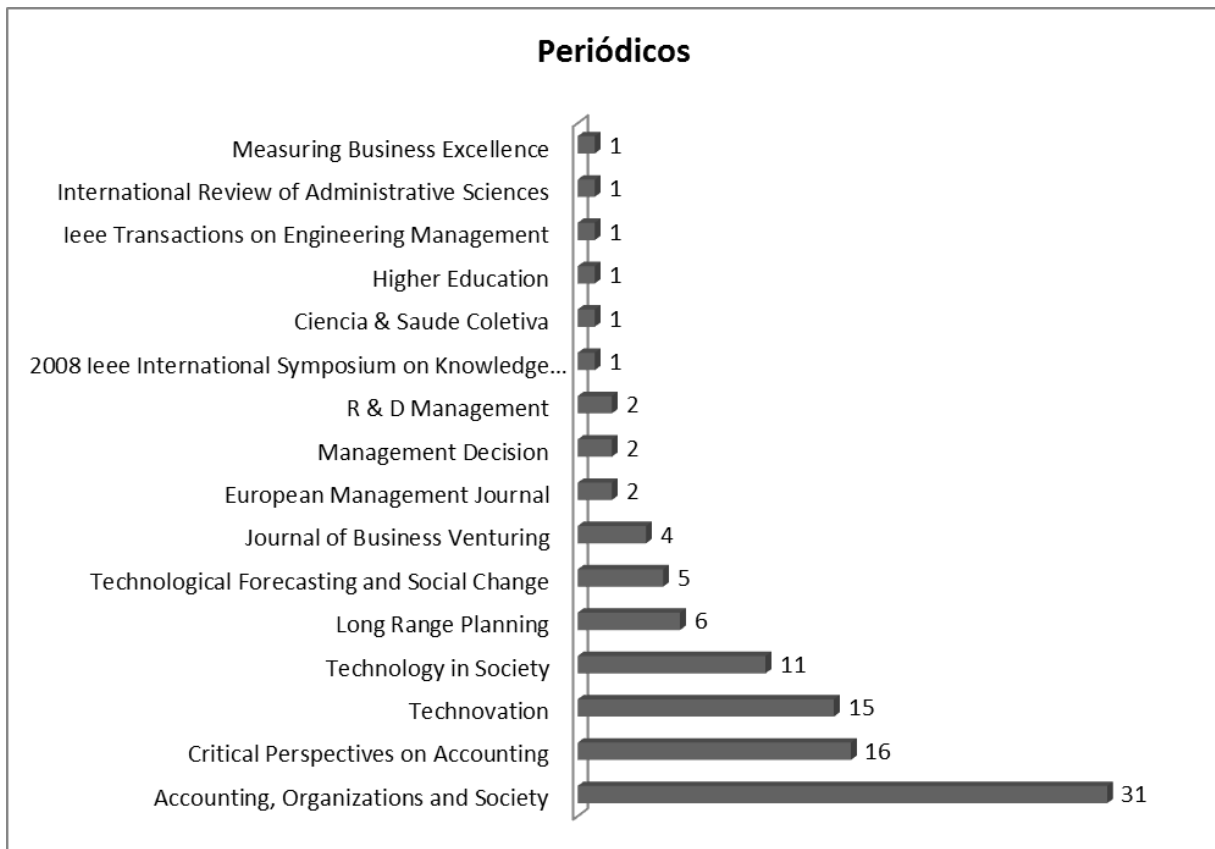 Periódicos
Measuring Business Excellence 1
International Review of Administrative Sciences 1
Ieee Transactions on Engineering Management 1
Higher Education 1
Ciencia & Saude Coletiva 1
2008 Ieee International Symposium on Knowledge... 1
R & D Management 2
Management Decision 2
European Management Journal 2
Journal of Business Venturing 4
Technological Forecasting and Social Change 5
Long Range Planning 6
Technology in Society 11
Technovation 15
Critical Perspectives on Accounting 16
Accounting, Organizations and Society 31